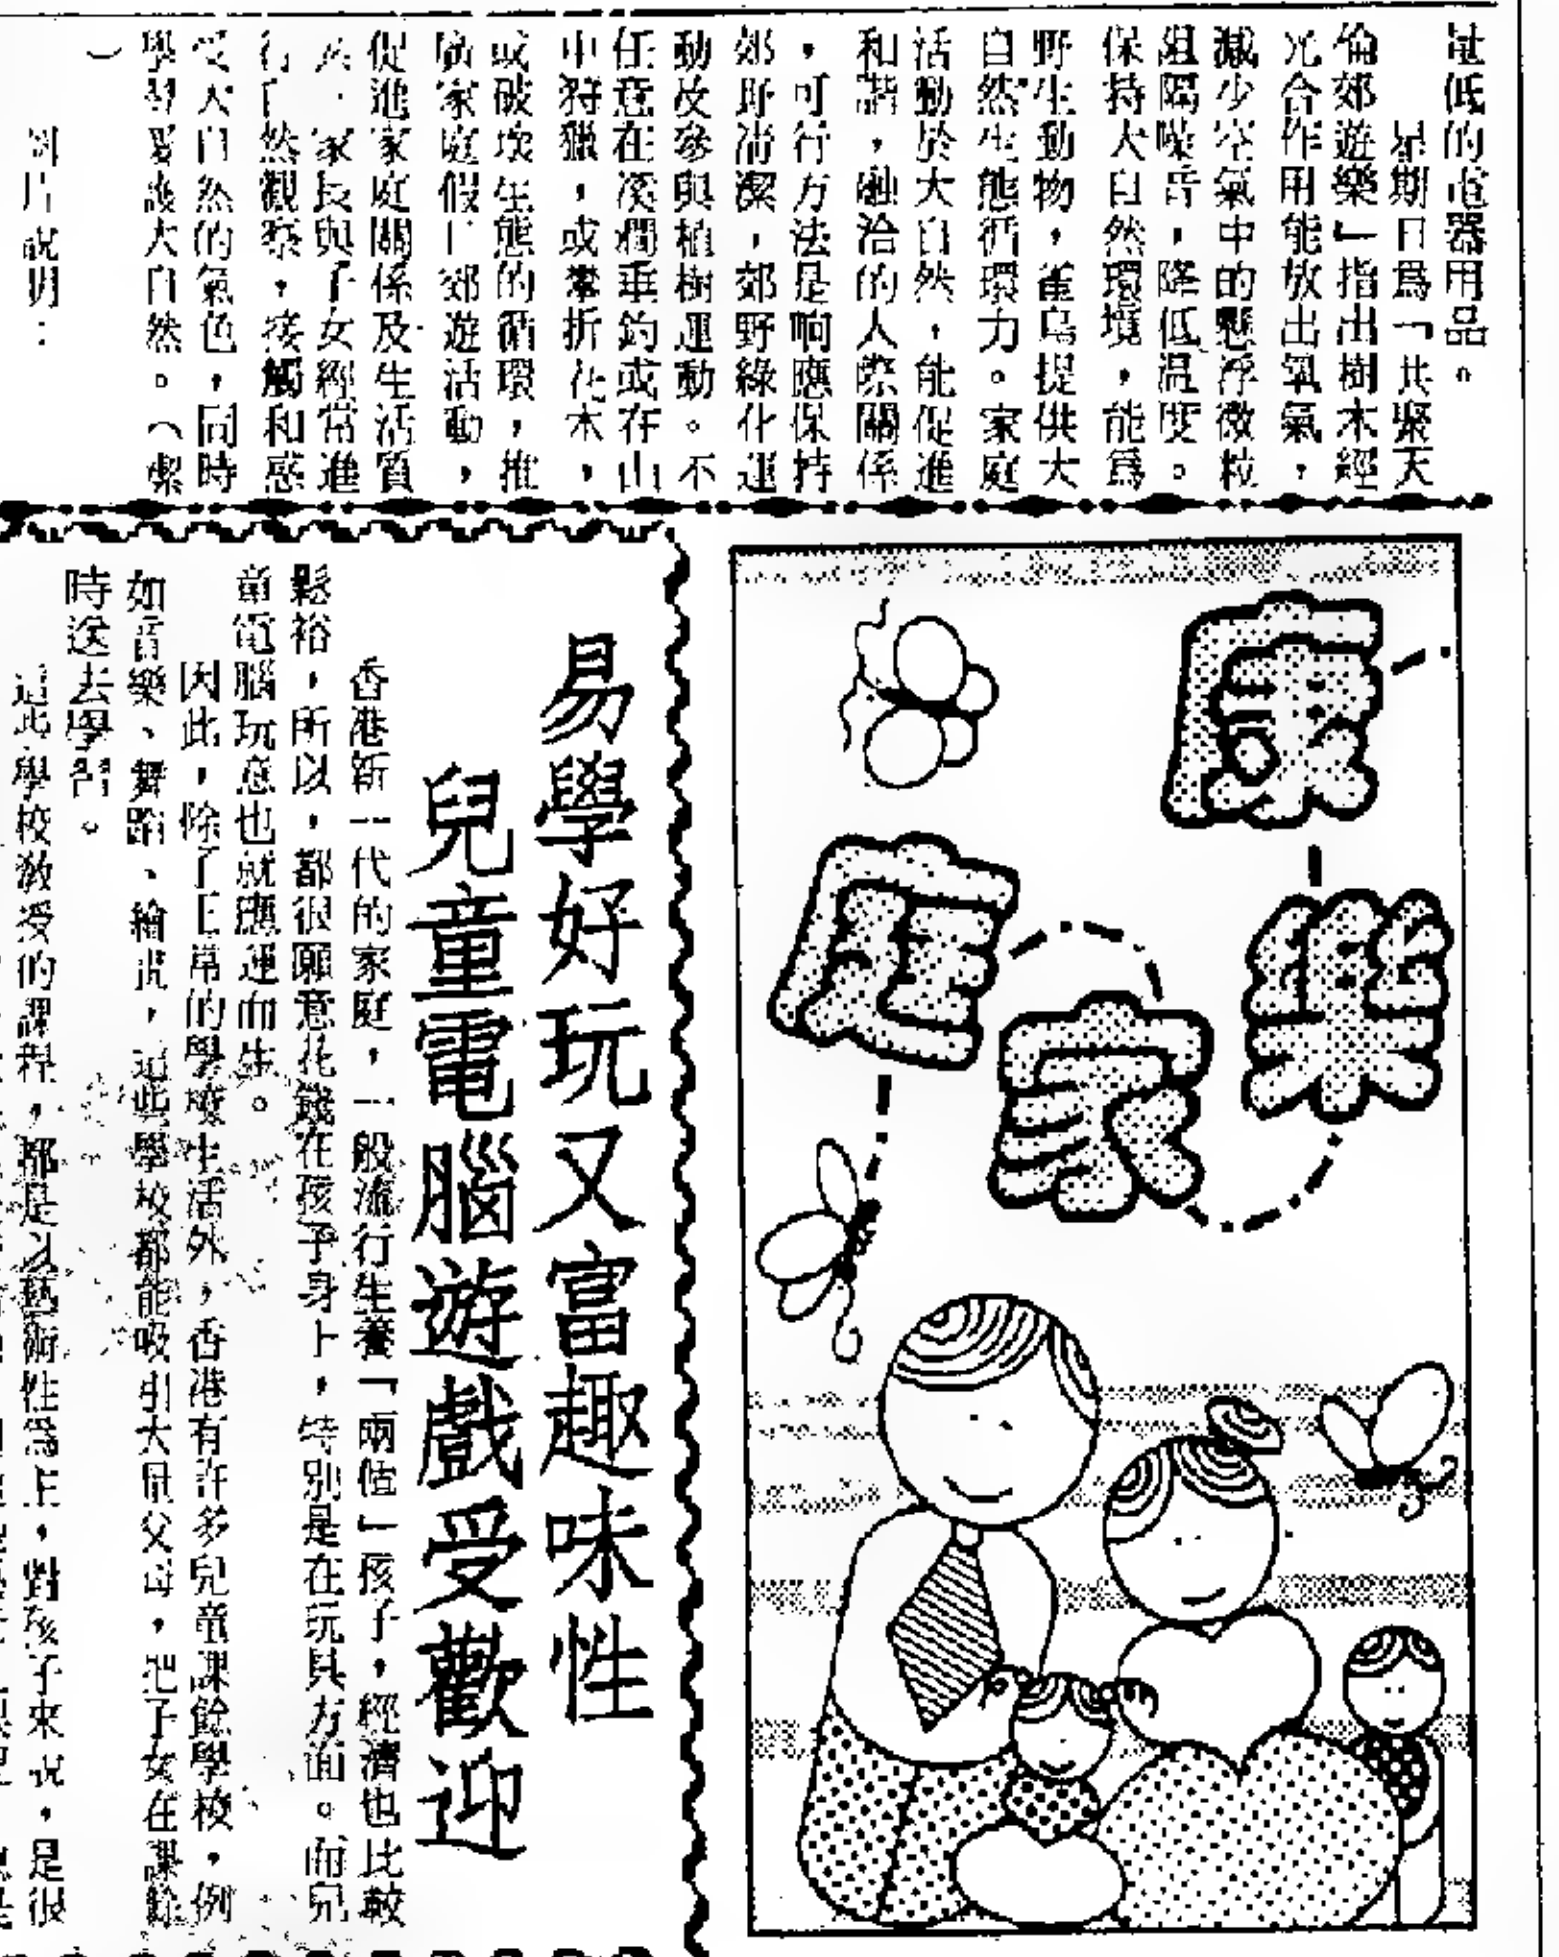 量低的電器用品。
星期日為「共聚天
倫郊遊樂」指出樹木經
光合作用能放出氧氣，
減少空氣中的懸浮微粒
阻隔噪音，降低温度。
保持大自然環境，能為
野生動物，雀鳥提供大
自然生態循環力。家庭
活動於大自然，能促進
和諧，融洽的人際關係
，可行方法是响應保持
郊野清潔，郊野綠化運
動及參與植樹運動。不
任意在溪澗垂釣或在山
中狩獵，或攀折花木，
或破壞生態的循環，推
廣家庭假日郊遊活動，
促進家庭關係及生活質
家長與子女經常進
行自然觀察，接觸和感
受大自然的氣色，同時
學習愛護大自然。（潔
）
圖片說明：
康樂家庭
易學好玩又富趣味性
兒童電腦遊戲受歡迎
香港新一代的家庭，一般流行生養「兩個」孩子，經濟也比較
鬆裕，所以，都很願意花錢在孩子身上，特別是在玩具方面。而兒
童電腦玩意也就應運而生。
因此，除了正常的學校生活外，香港有許多兒童課餘學校，例
如音樂、舞蹈、繪畫，這些學校都能吸引大量父母，把子女在課餘
時送去學習。
這些學校教授的課程，都是以藝術性為主，對孩子來說，是很